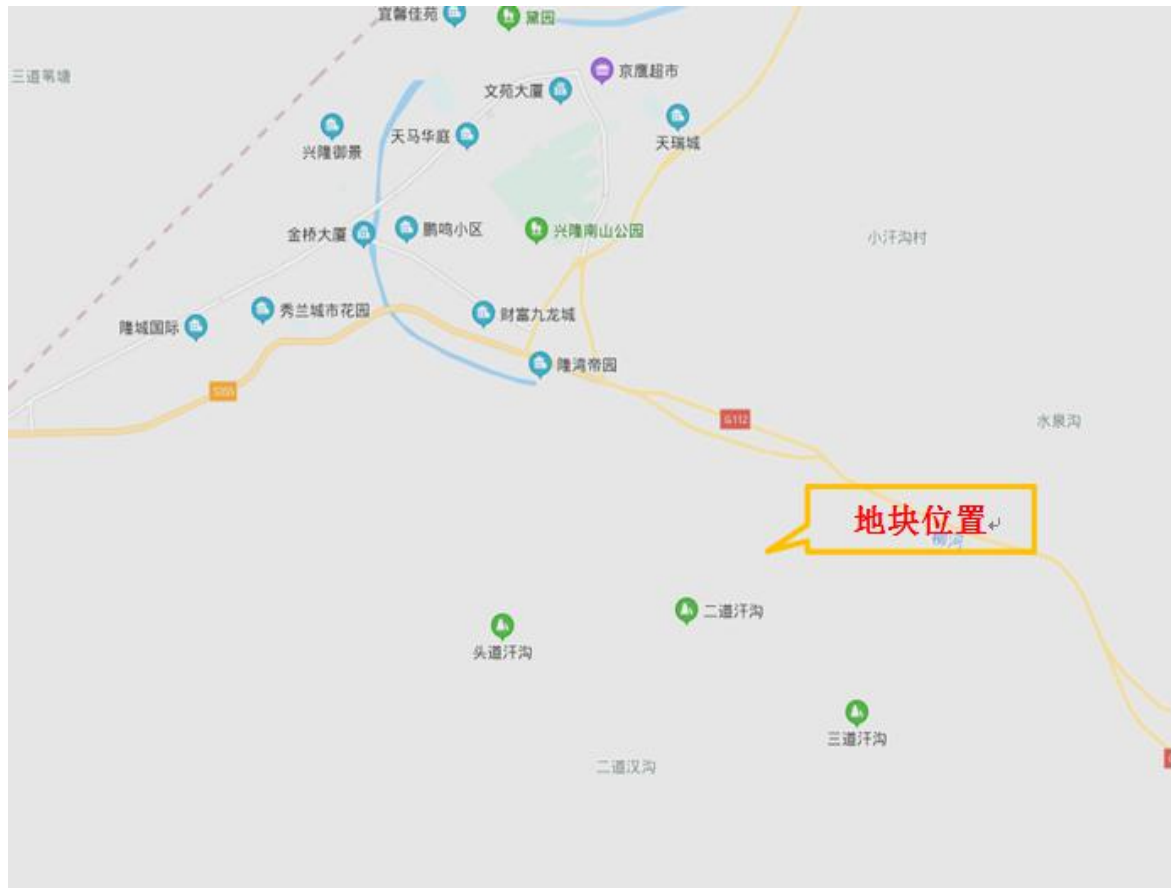 宜馨佳苑
黛园
三道苇塘
京鹰超市
文苑大厦
天瑞城
天马华庭
兴隆御景
鹏鸣小区
兴隆南山公园
金桥大厦
小汗沟村
秀兰城市花园
财富九龙城
隆城国际
隆湾帝园
S355
G112
水泉沟
地块位置
柳河
二道汗沟
头道汗沟
三道汗沟
二道汉沟